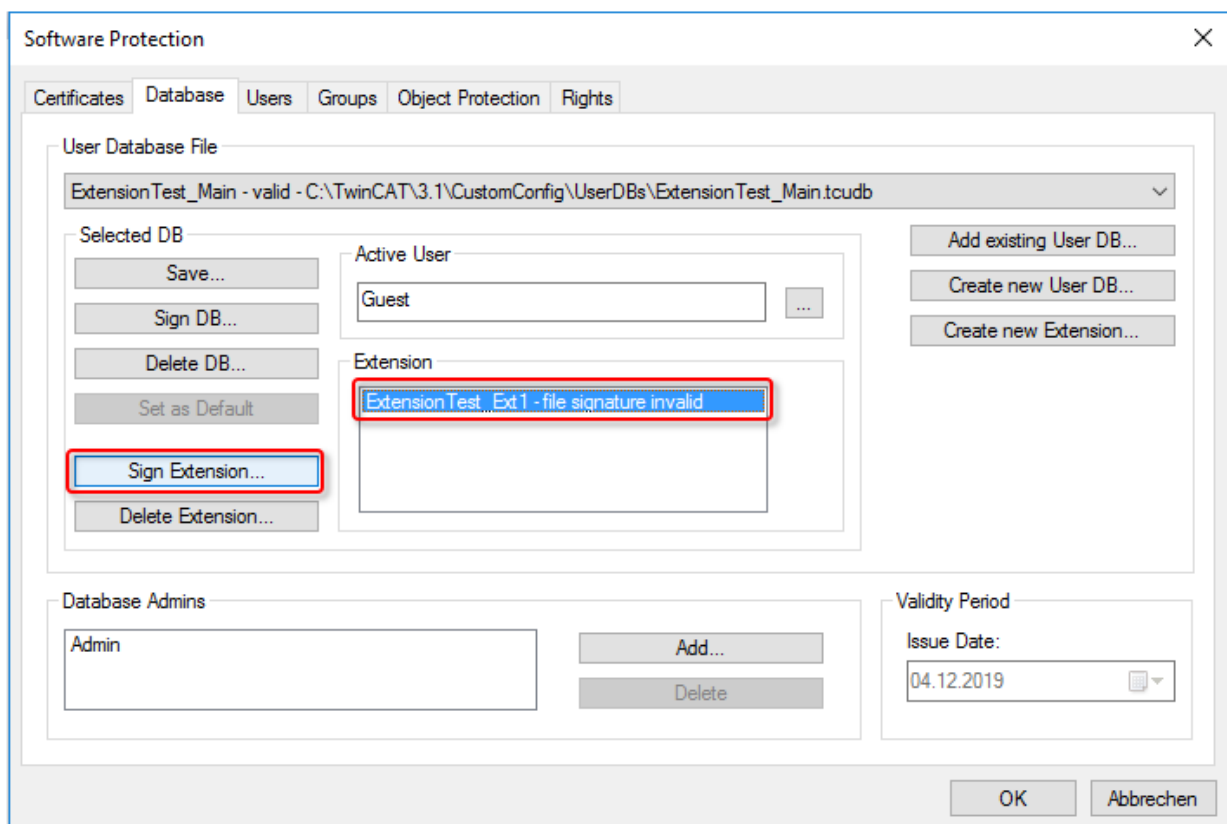 Software Protection
Certificates Database Users Groups Object Protection Rights
User Database File
ExtensionTest_Main - valid - C:\TwinCAT\3.1\CustomConfig\UserDBs\ExtensionTest_Main.tcudb
Selected DB
Save...
Sign DB...
Delete DB...
Set as Default
Sign Extension...
Delete Extension...
Active User
Guest
...
Extension
ExtensionTest_Ext1 - file signature invalid
Add existing User DB...
Create new User DB...
Create new Extension...
Database Admins
Admin
Add...
Delete
Validity Period
Issue Date:
04.12.2019
OK Abbrechen